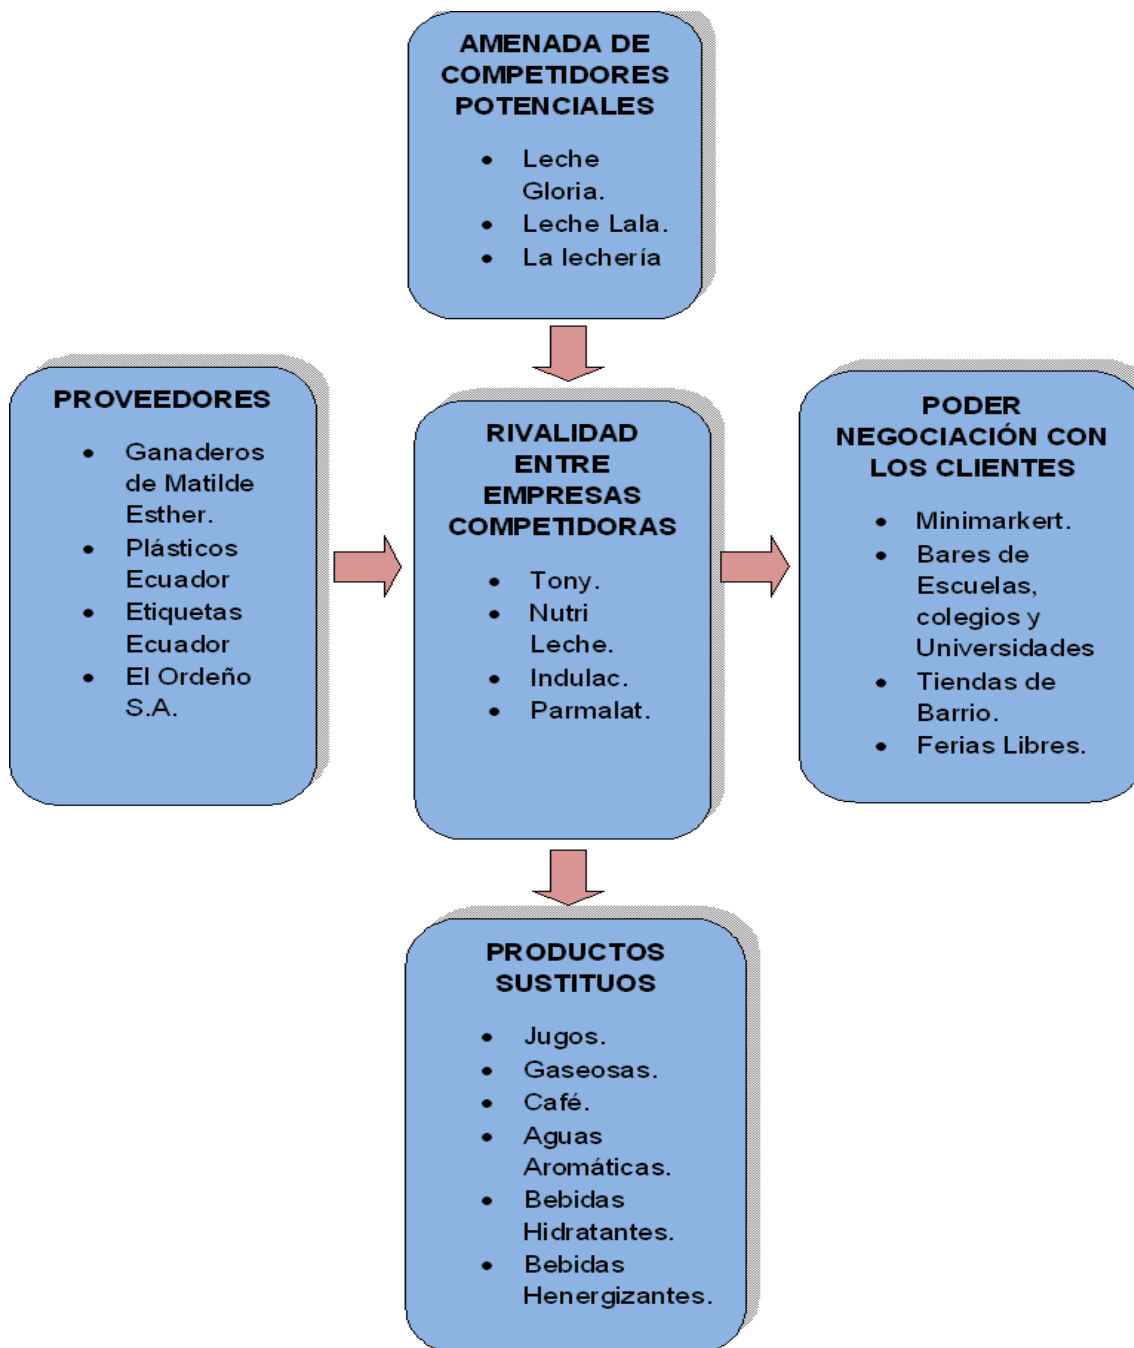 AMENADA DE
COMPETIDORES
POTENCIALES
• Leche
Gloria.
• Leche Lala.
• La lechería
PROVEEDORES
• Ganaderos
de Matilde
Esther.
• Plásticos
Ecuador
• Etiquetas
Ecuador
• El Ordeño
S.A.
RIVALIDAD
ENTRE
EMPRESAS
COMPETIDORAS
• Tony.
• Nutri
Leche.
• Indulac.
• Parmalat.
PODER
NEGOCIACIÓN CON
LOS CLIENTES
• Minimarkert.
• Bares de
Escuelas,
colegios y
Universidades
• Tiendas de
Barrio.
• Ferias Libres.
PRODUCTOS
SUSTITUOS
• Jugos.
• Gaseosas.
• Café.
• Aguas
Aromáticas.
• Bebidas
Hidratantes.
• Bebidas
Henergizantes.